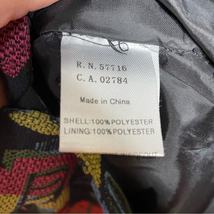 R.N. 57716
C.A. 02784
Made in China
SHELL:100% POLYESTER
LINING:100% POLYESTER